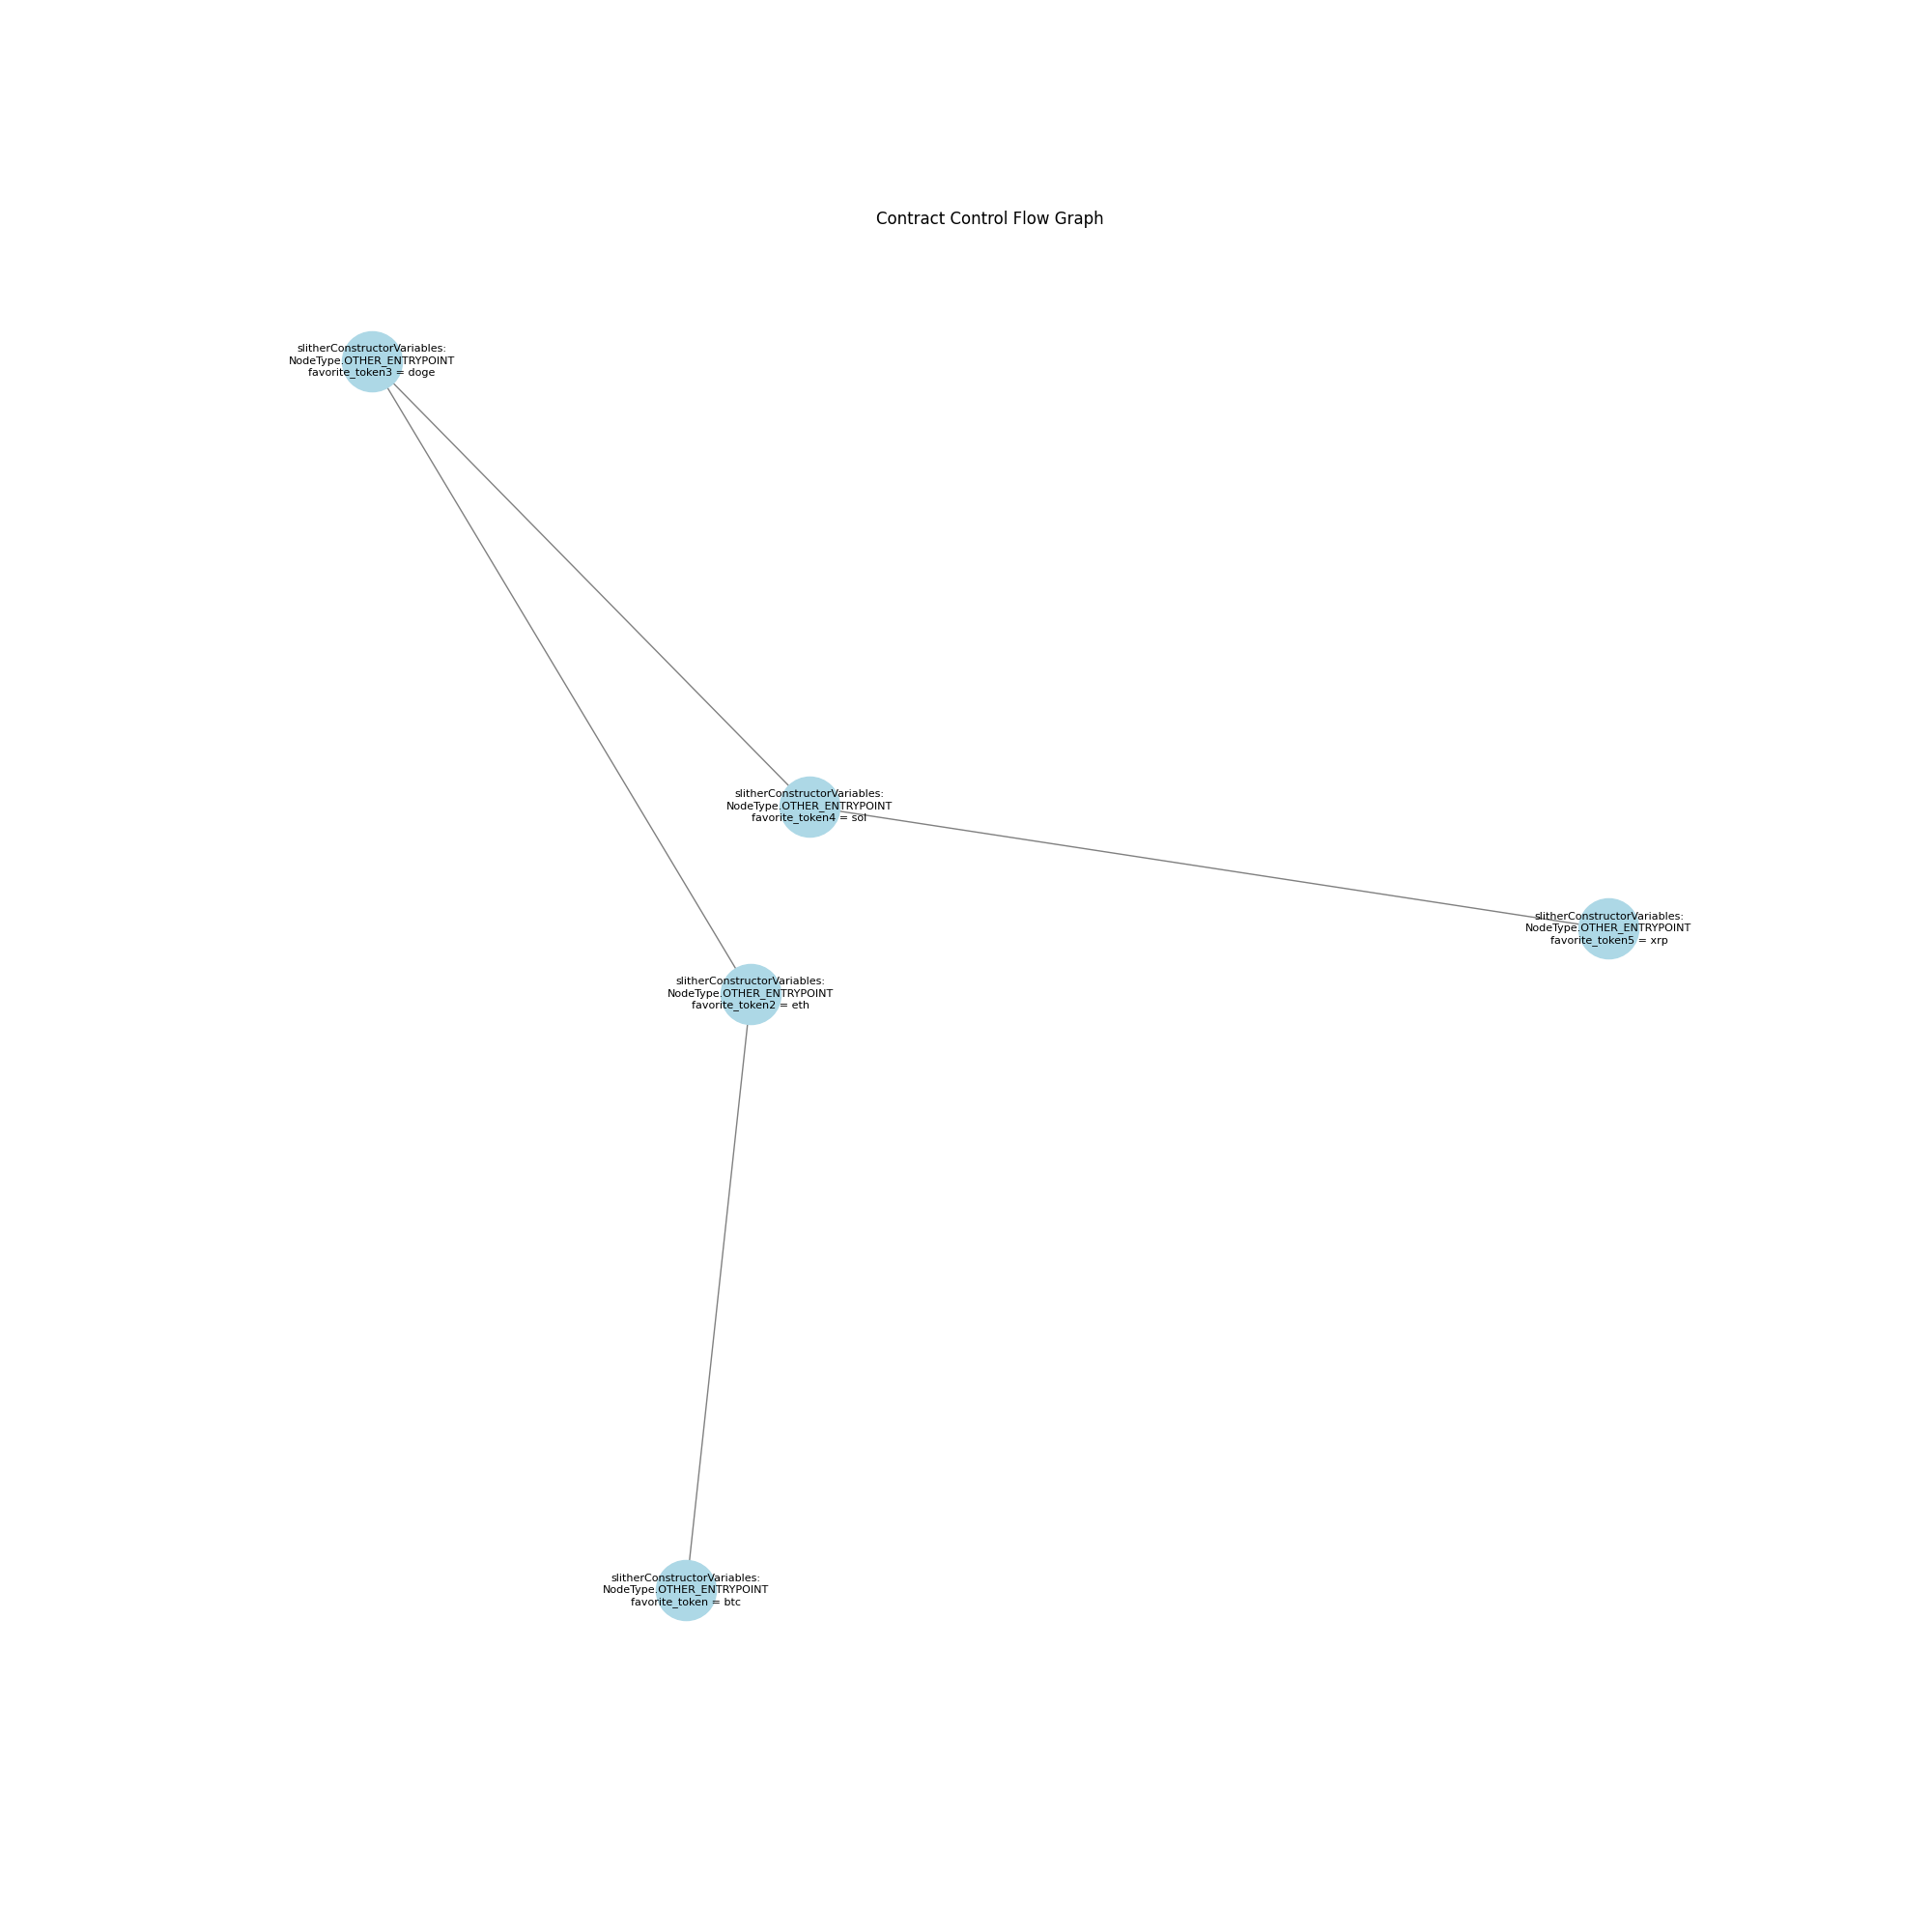 Contract Control Flow Graph
slitherConstructorVariables:
NodeType.OTHER_ENTRYPOINT
favorite_token3 = doge
slitherConstructorVariables:
NodeType.OTHER_ENTRYPOINT
favorite_token4 = sol
slitherConstructorVariables:
NodeType.OTHER_ENTRYPOINT
favorite_token5 = xrp
slitherConstructorVariables:
NodeType.OTHER_ENTRYPOINT
favorite_token2 = eth
slitherConstructorVariables:
NodeType.OTHER_ENTRYPOINT
favorite_token = btc